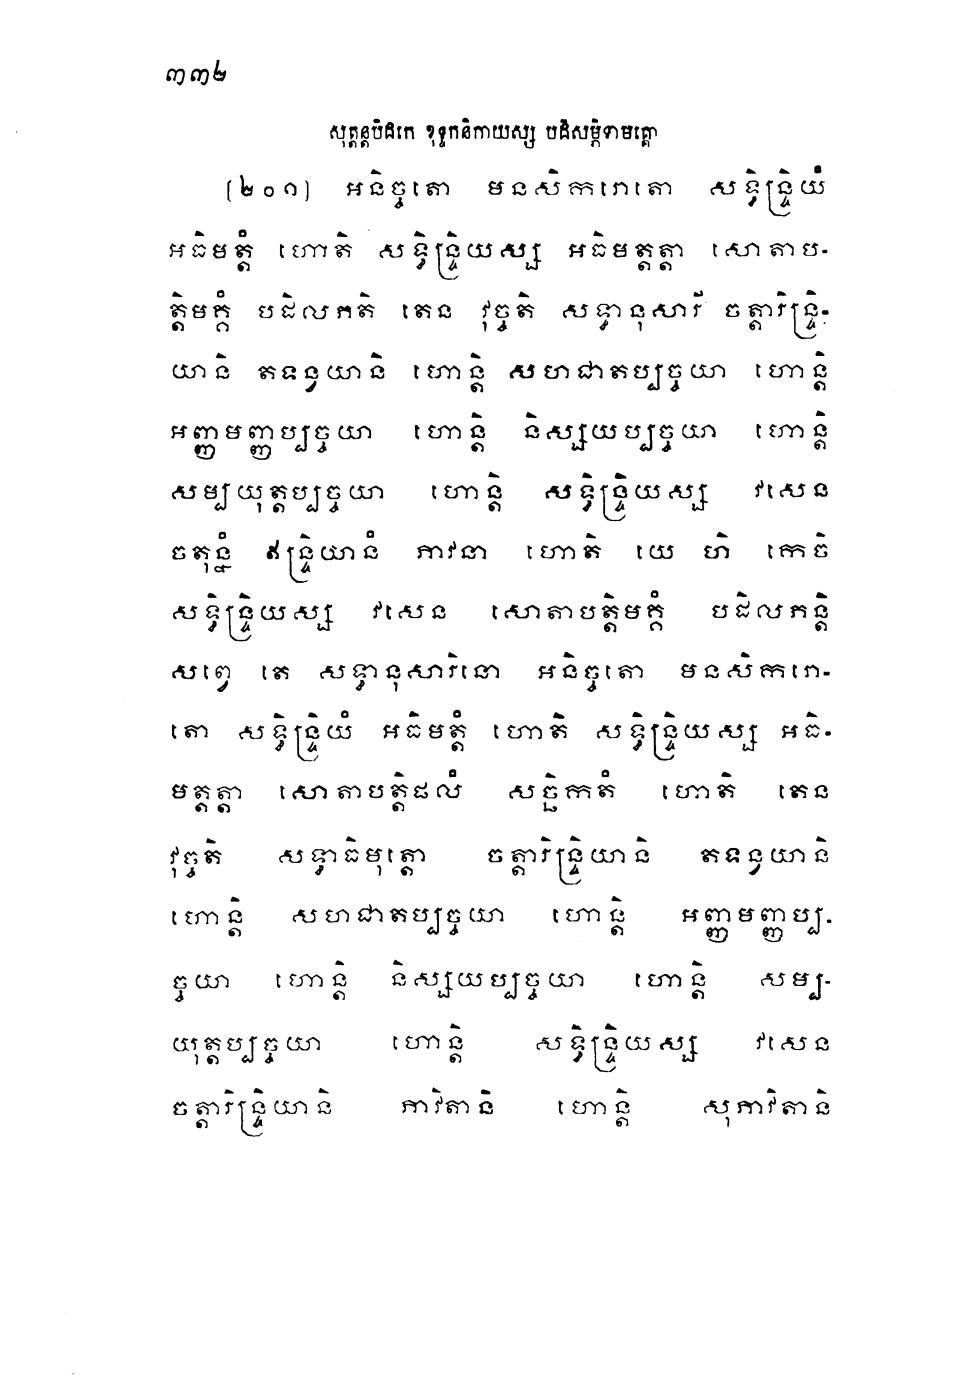 ៣៣២
សុត្តន្តបិដកេ ខុទ្ទកនិកាយស្ស បដិសម្ភិទាមគ្គោ
[២០១] អនិច្ចតោ មនសិករោតោ សទ្ធិន្ទ្រិយំ
អធិមត្តំ ហោតិ សទ្ធិន្ទ្រិយស្ស អធិមត្តត្តា សោតាប-
ត្តិមគ្គំ បដិលភតិ តេន វុច្ចតិ សទ្ធានុសារី ចត្តារិន្ទ្រិ-
យានិ តទន្វយានិ ហោន្តិ សហជាតប្បច្ចយា ហោន្តិ
អញ្ញមញ្ញប្បច្ចយា ហោន្តិ និស្សយប្បច្ចយា ហោន្តិ
សម្បយុត្តប្បច្ចយា ហោន្តិ សទ្ធិន្ទ្រិយស្ស វសេន
ចតុន្នំ ឥន្ទ្រិយានំ ភាវនា ហោតិ យេ ហិ កេចិ
សទ្ធិន្ទ្រិយស្ស វសេន សោតាបត្តិមគ្គំ បដិលភន្តិ
សព្វេ តេ សទ្ធានុសារិនោ អនិច្ចតោ មនសិករោ-
តោ សទ្ធិន្ទ្រិយំ អធិមត្តំ ហោតិ សទ្ធិន្ទ្រិយស្ស អធិ-
មត្តត្តា សោតាបត្តិផលំ សច្ឆិកតំ ហោតិ តេន
វុច្ចតិ សទ្ធាធិមុត្តោ ចត្តារិន្ទ្រិយានិ តទន្វយានិ
ហោន្តិ សហជាតប្បច្ចយា ហោន្តិ អញ្ញមញ្ញប្ប-
ច្ចយា ហោន្តិ និស្សយប្បច្ចយា ហោន្តិ សម្ប-
យុត្តប្បច្ចយា ហោន្តិ សទ្ធិន្ទ្រិយស្ស វសេន
ចត្តារិន្ទ្រិយានិ ភាវិតានិ ហោន្តិ សុភាវិតានិ